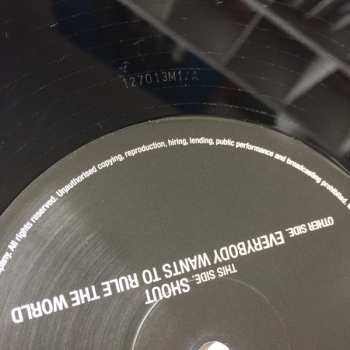 127013M1/A
mpany. All rights reserved. Unauthorised copying, reproduction, hiring, lending, public performance and broadcasting prohibited.
THIS SIDE. SHOUT
OTHER SIDE. EVERYBODY WANTS TO RULE THE WORLD